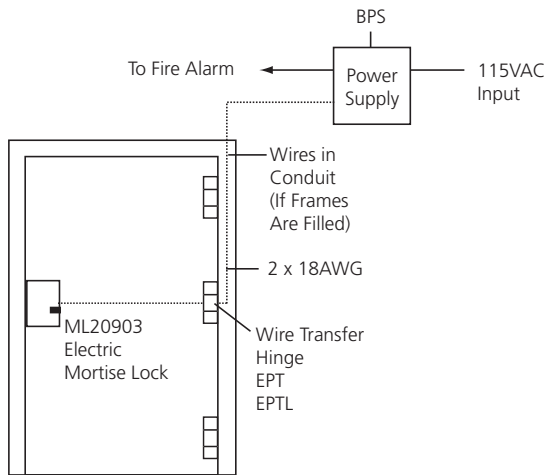 BPS
To Fire Alarm
Power
Supply
115VAC
Input
Wires in
Conduit
(If Frames
Are Filled)
2 x 18AWG
ML20903
Electric
Mortise Lock
Wire Transfer
Hinge
EPT
EPTL